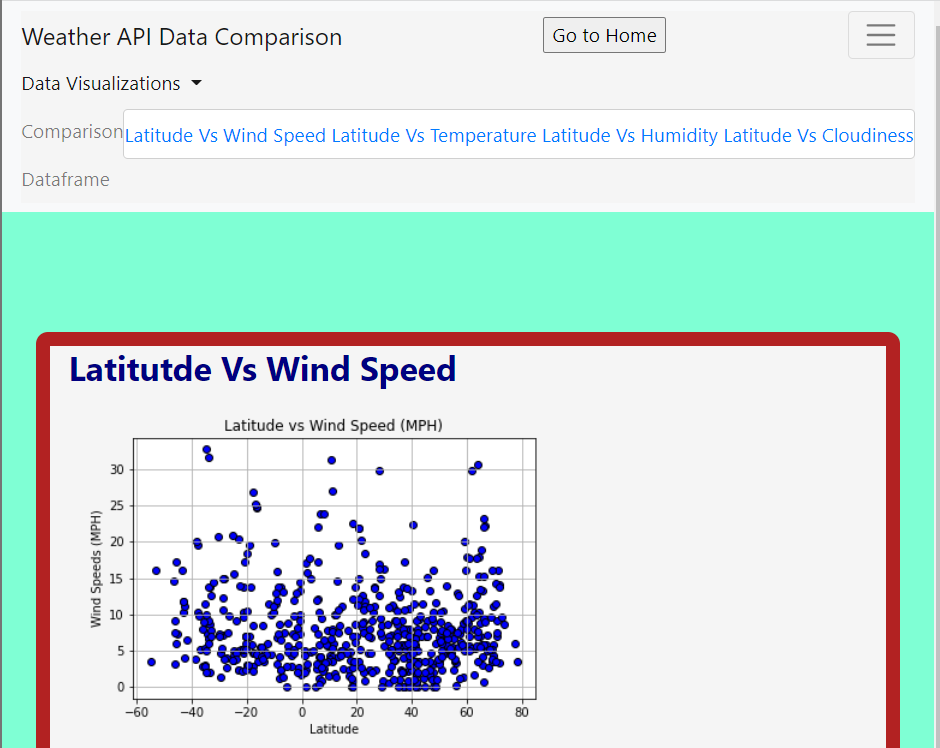 Weather API Data Comparison Go to Home
Data Visualizations
Comparison Latitude Vs Wind Speed Latitude Vs Temperature Latitude Vs Humidity Latitude Vs Cloudiness
Dataframe
Latitutde Vs Wind Speed
Latitude vs Wind Speed (MPH)
Wind Speeds (MPH)
30
25
20
15
10
5
0
−60 −40 −20 0 20 40 60 80
Latitude